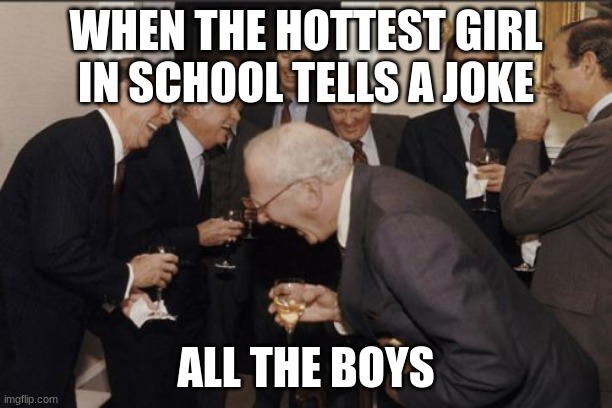 WHEN THE HOTTEST GIRL
IN SCHOOL TELLS A JOKE
ALL THE BOYS
imgflip.com